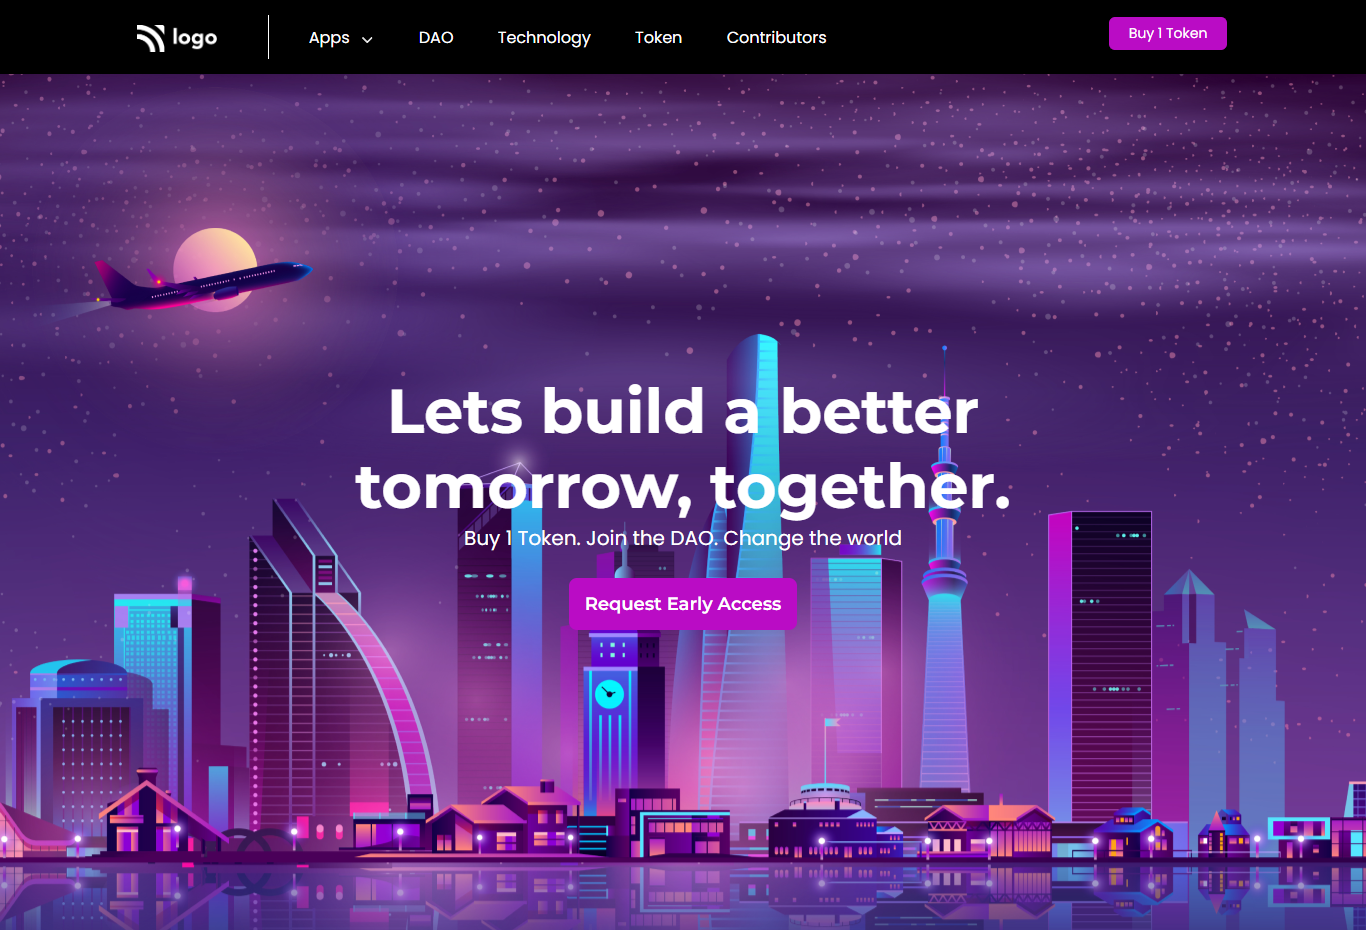 logo
Apps
DAO
Technology
Token
Contributors
Buy 1 Token
Lets build a better
tomorrow, together.
Buy 1 Token. Join the DAO. Change the world
Request Early Access